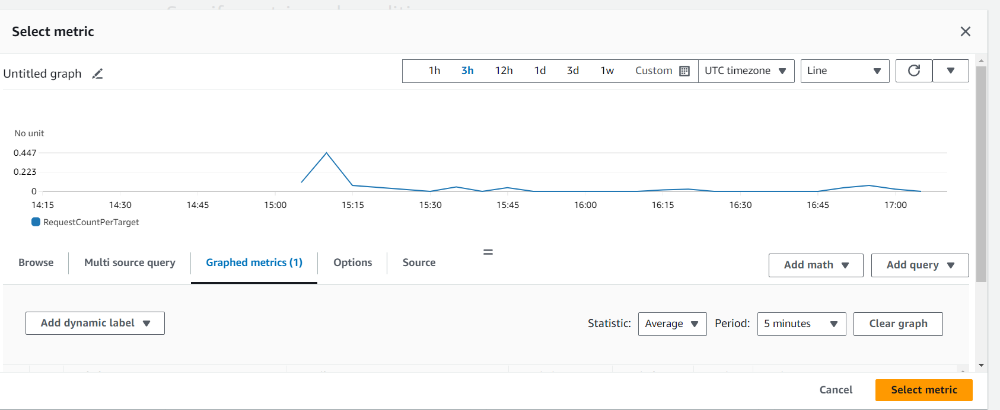 Select metric
Untitled graph
1h 3h 12h 1d 3d 1w Custom UTC timezone Line
No unit
0.447
0.223
0
14:15 14:30 14:45 15:00 15:15 15:30 15:45 16:00 16:15 16:30 16:45 17:00
RequestCountPerTarget
Browse Multi source query Graphed metrics (1) Options Source Add math Add query
Add dynamic label Statistic: Average Period: 5 minutes Clear graph
Cancel Select metric